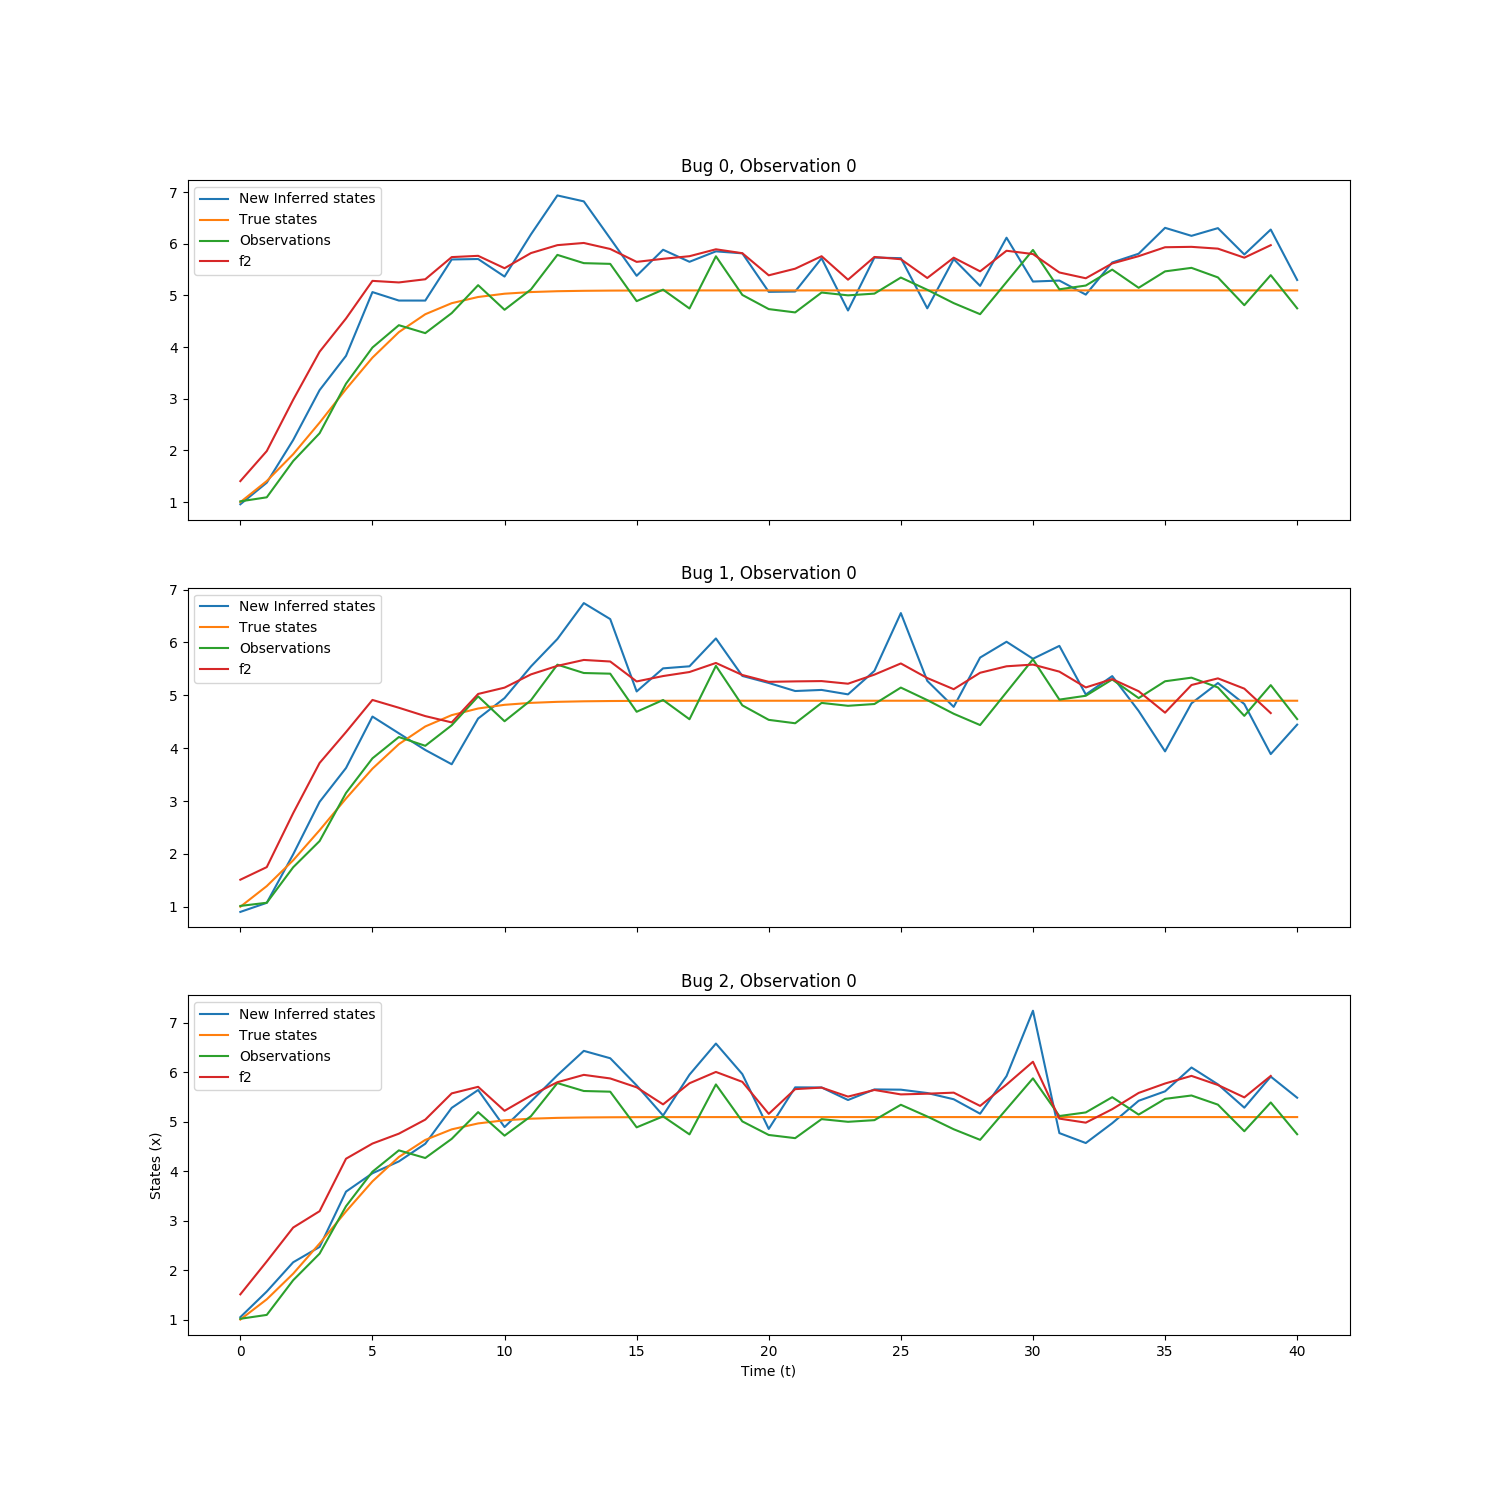 Bug 0, Observation 0
7
6
5
4
3
2
1
New Inferred states
True states
Observations
f2
Bug 1, Observation 0
7
6
5
4
3
2
1
New Inferred states
True states
Observations
f2
Bug 2, Observation 0
7
6
5
4
3
2
1
New Inferred states
True states
Observations
f2
States (x)
0 5 10 15 20 25 30 35 40
Time (t)